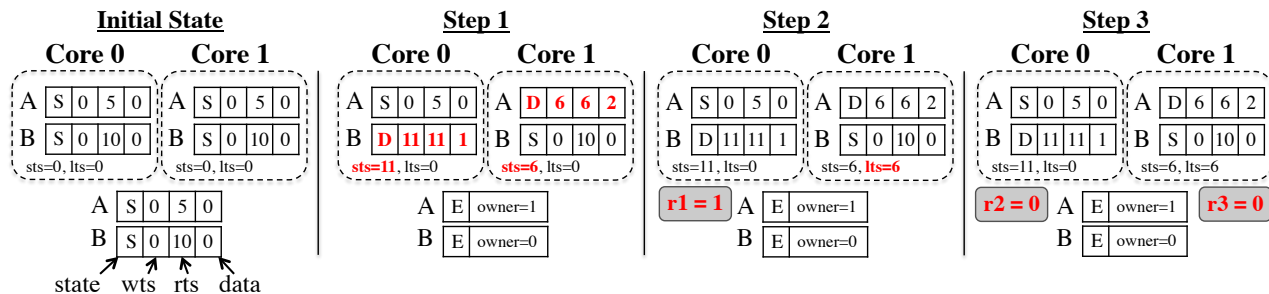 Initial State
Core 0 Core 1
A S 0 5 0 A S 0 5 0
B S 0 10 0 B S 0 10 0
sts=0, lts=0 sts=0, lts=0
A S 0 5 0
B S 0 10 0
state wts rts data
Step 1
Core 0 Core 1
A S 0 5 0 A D 6 6 2
B D 11 11 1 B S 0 10 0
sts=11, lts=0 sts=6, lts=0
A E owner=1
B E owner=0
Step 2
Core 0 Core 1
A S 0 5 0 A D 6 6 2
B D 11 11 1 B S 0 10 0
sts=11, lts=0 sts=6, lts=6
r1 = 1 A E owner=1
B E owner=0
Step 3
Core 0 Core 1
A S 0 5 0 A D 6 6 2
B D 11 11 1 B S 0 10 0
sts=11, lts=0 sts=6, lts=6
r2 = 0 A E owner=1 r3 = 0
B E owner=0